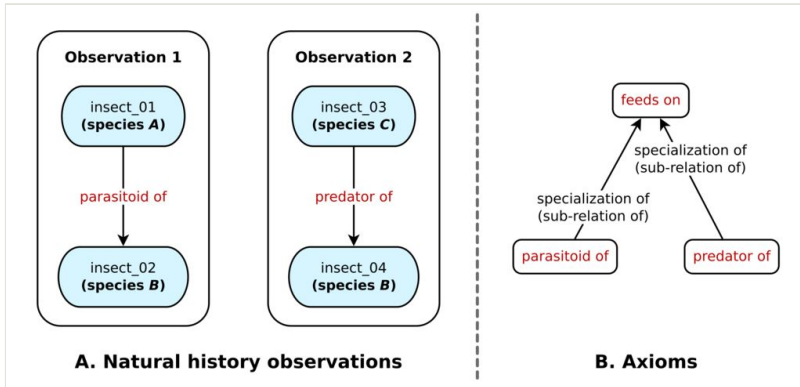 Observation 1
insect_01
(species A)
parasitoid of
insect_02
(species B)
Observation 2
insect_03
(species C)
predator of
insect_04
(species B)
A. Natural history observations
feeds on
specialization of
(sub-relation of)
specialization of
(sub-relation of)
parasitoid of
predator of
B. Axioms